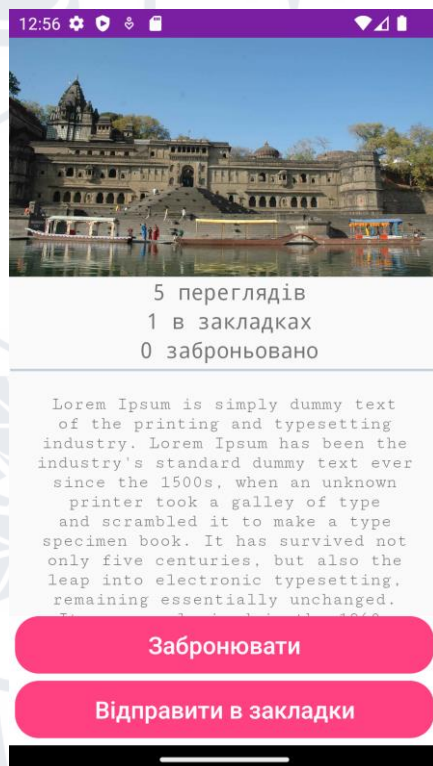 12:56
5 переглядів
1 в закладках
0 заброньовано
Lorem Ipsum is simply dummy text
of the printing and typesetting
industry. Lorem Ipsum has been the
industry's standard dummy text ever
since the 1500s, when an unknown
printer took a galley of type
and scrambled it to make a type
specimen book. It has survived not
only five centuries, but also the
leap into electronic typesetting,
remaining essentially unchanged.
Забронювати
Відправити в закладки